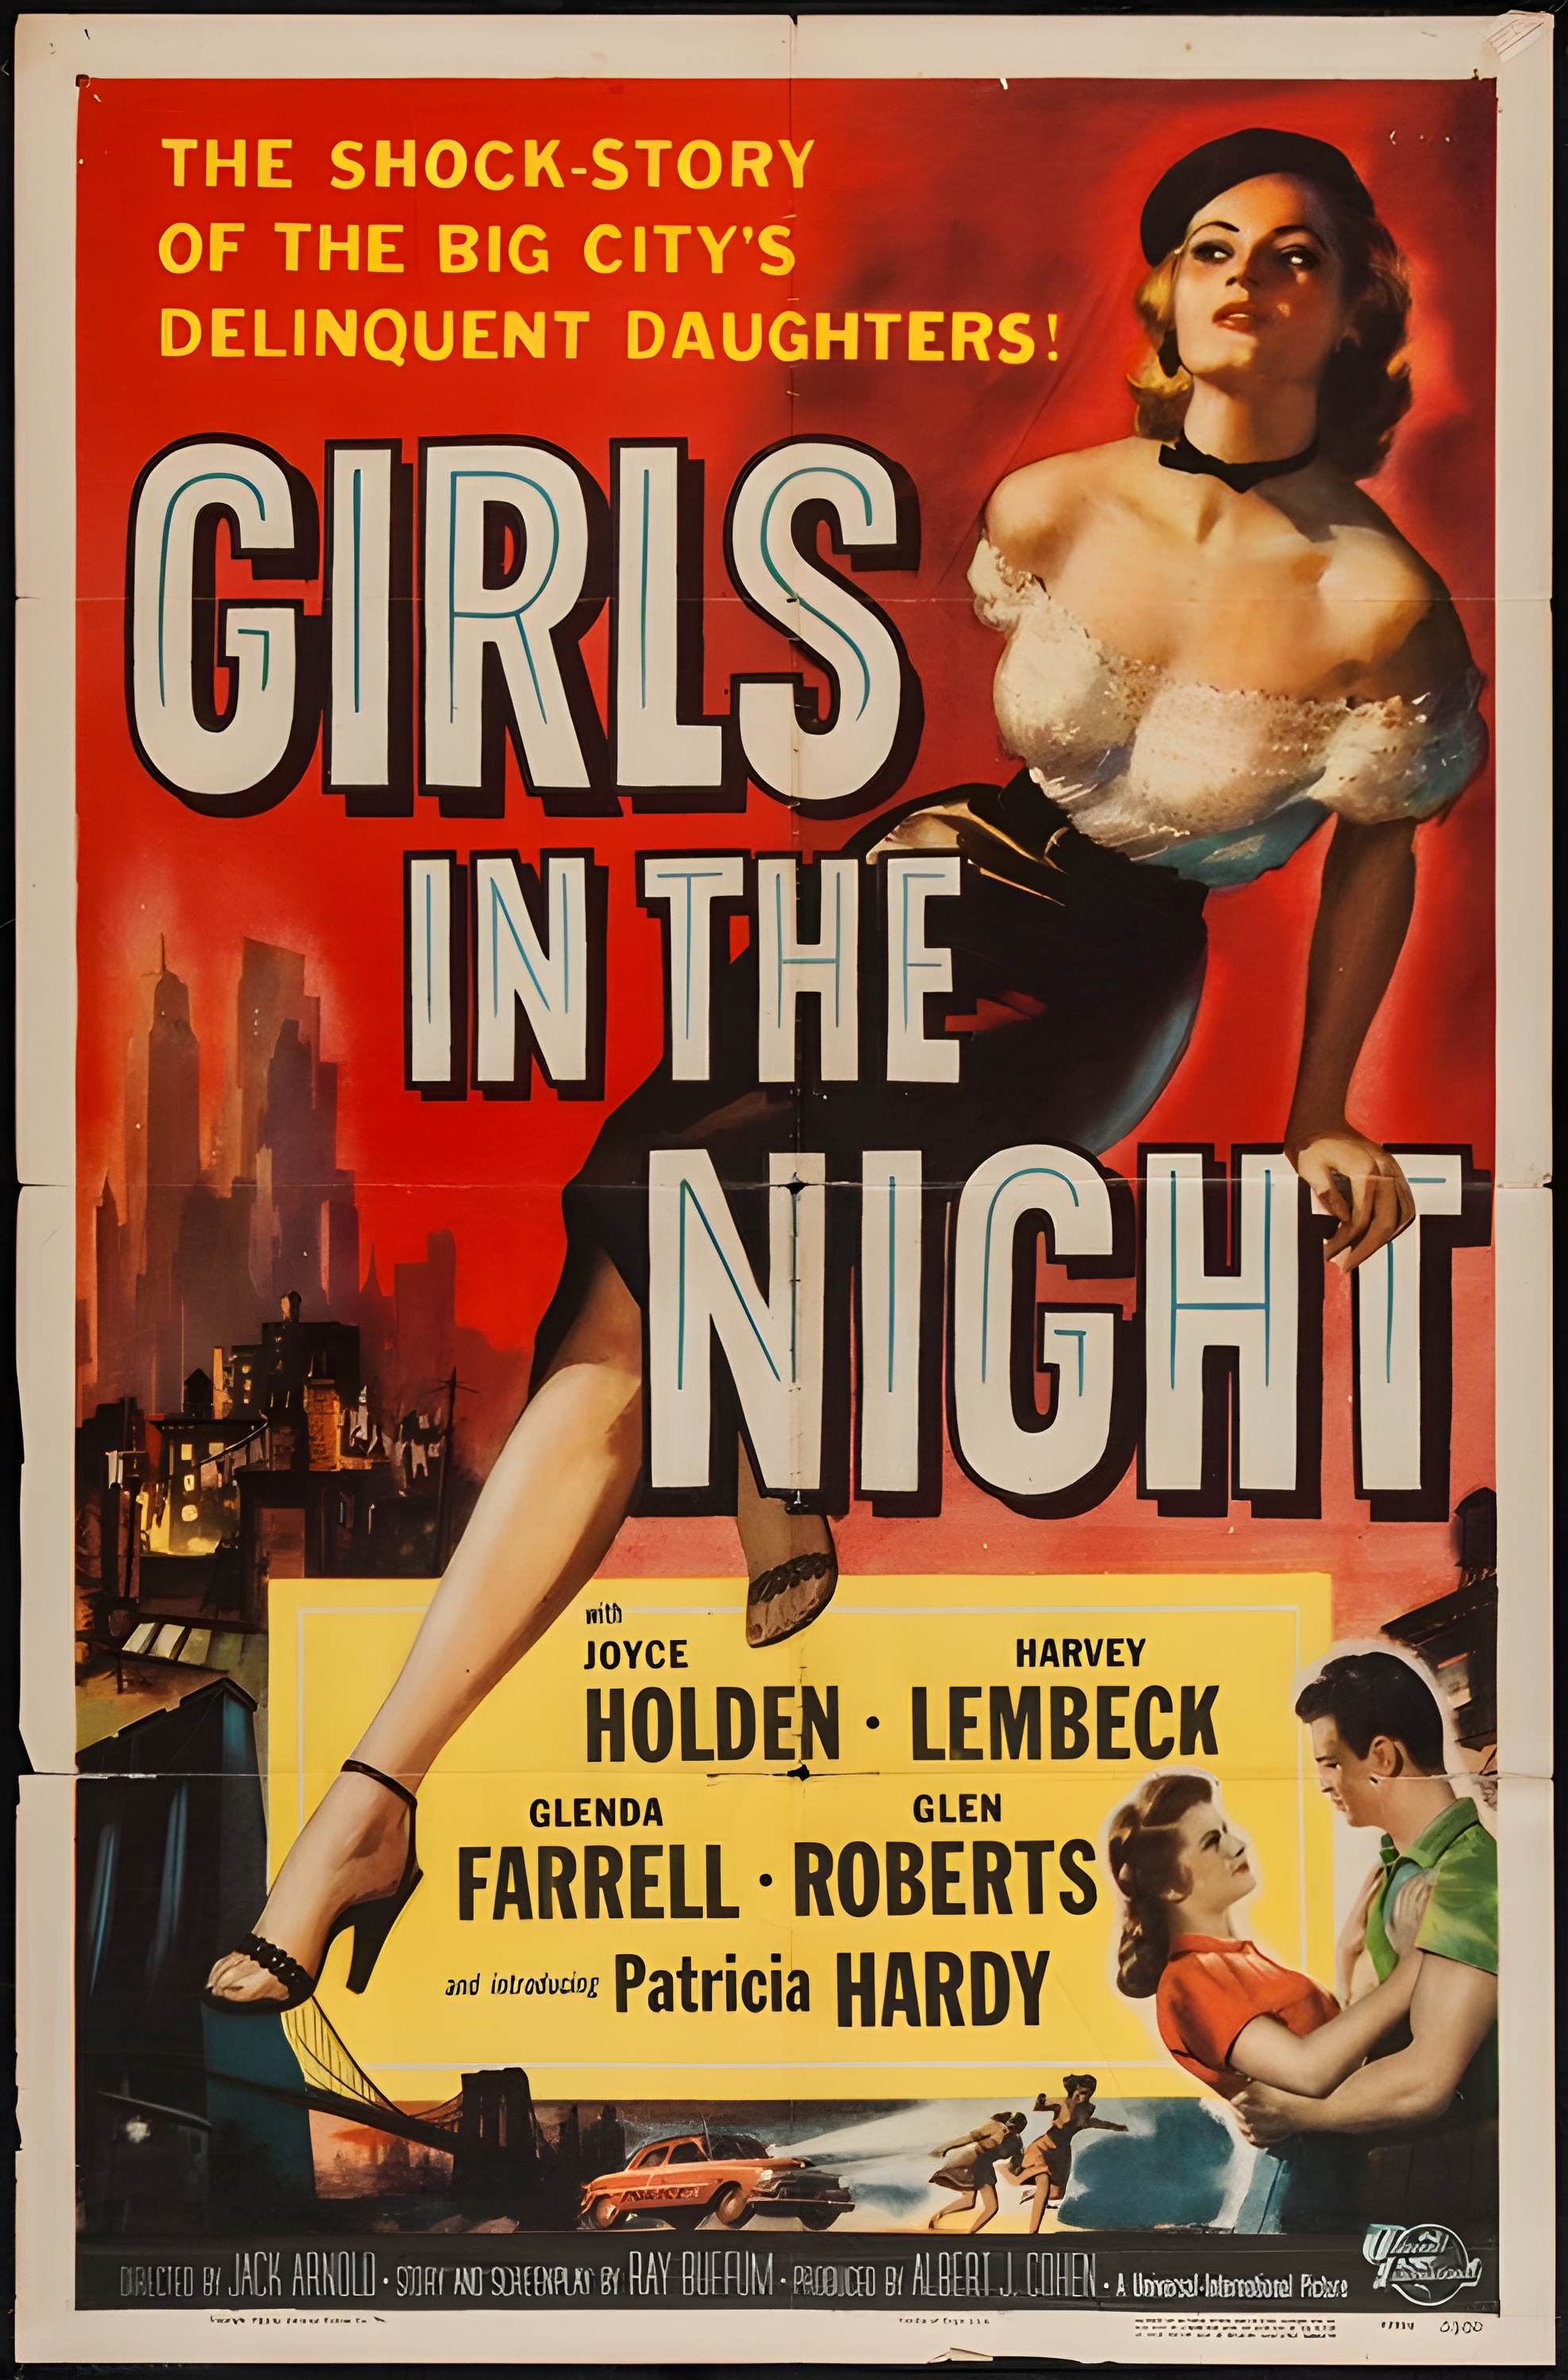 THE SHOCK-STORY
OF THE BIG CITY'S
DELINQUENT DAUGHTERS!
GIRLS
IN THE
NIGHT
with
JOYCE HOLDEN · HARVEY LEMBECK
GLENDA FARRELL · GLEN ROBERTS
and introducing Patricia HARDY
DIRECTED BY JACK ARNOLD · STORY AND SCREENPLAY BY RAY BUFFUM · PRODUCED BY ALBERT J. COHEN · A Universal-International Picture